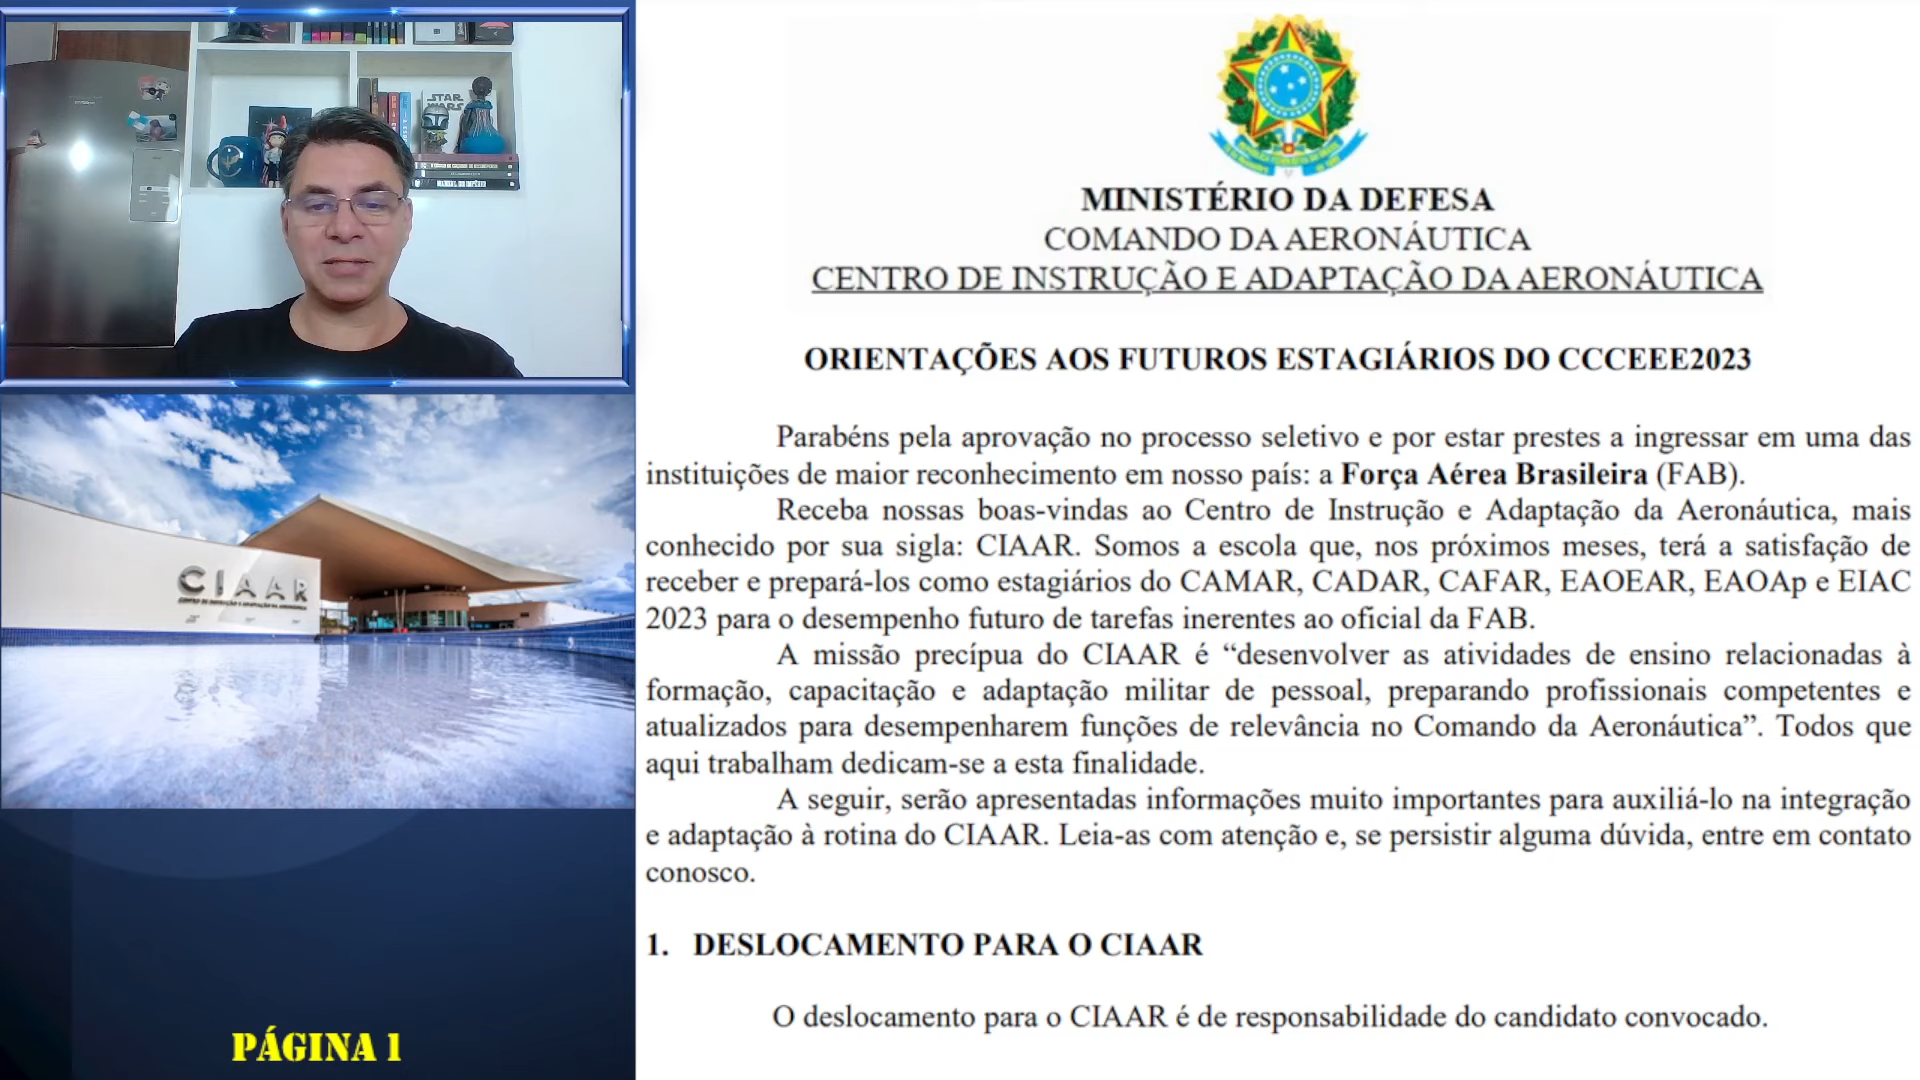 STAR
WARS
MANUAL DO IMPÉRIO
CIAAR
CENTRO DE INSTRUÇÃO E ADAPTAÇÃO DA AERONÁUTICA
PÁGINA 1
MINISTÉRIO DA DEFESA
COMANDO DA AERONÁUTICA
CENTRO DE INSTRUÇÃO E ADAPTAÇÃO DA AERONÁUTICA
ORIENTAÇÕES AOS FUTUROS ESTAGIÁRIOS DO CCCEEE2023
Parabéns pela aprovação no processo seletivo e por estar prestes a ingressar em uma das
instituições de maior reconhecimento em nosso país: a Força Aérea Brasileira (FAB).
Receba nossas boas-vindas ao Centro de Instrução e Adaptação da Aeronáutica, mais
conhecido por sua sigla: CIAAR. Somos a escola que, nos próximos meses, terá a satisfação de
receber e prepará-los como estagiários do CAMAR, CADAR, CAFAR, EAOEAR, EAOAp e EIAC
2023 para o desempenho futuro de tarefas inerentes ao oficial da FAB.
A missão precípua do CIAAR é “desenvolver as atividades de ensino relacionadas à
formação, capacitação e adaptação militar de pessoal, preparando profissionais competentes e
atualizados para desempenharem funções de relevância no Comando da Aeronáutica”. Todos que
aqui trabalham dedicam-se a esta finalidade.
A seguir, serão apresentadas informações muito importantes para auxiliá-lo na integração
e adaptação à rotina do CIAAR. Leia-as com atenção e, se persistir alguma dúvida, entre em contato
conosco.
1. DESLOCAMENTO PARA O CIAAR
O deslocamento para o CIAAR é de responsabilidade do candidato convocado.